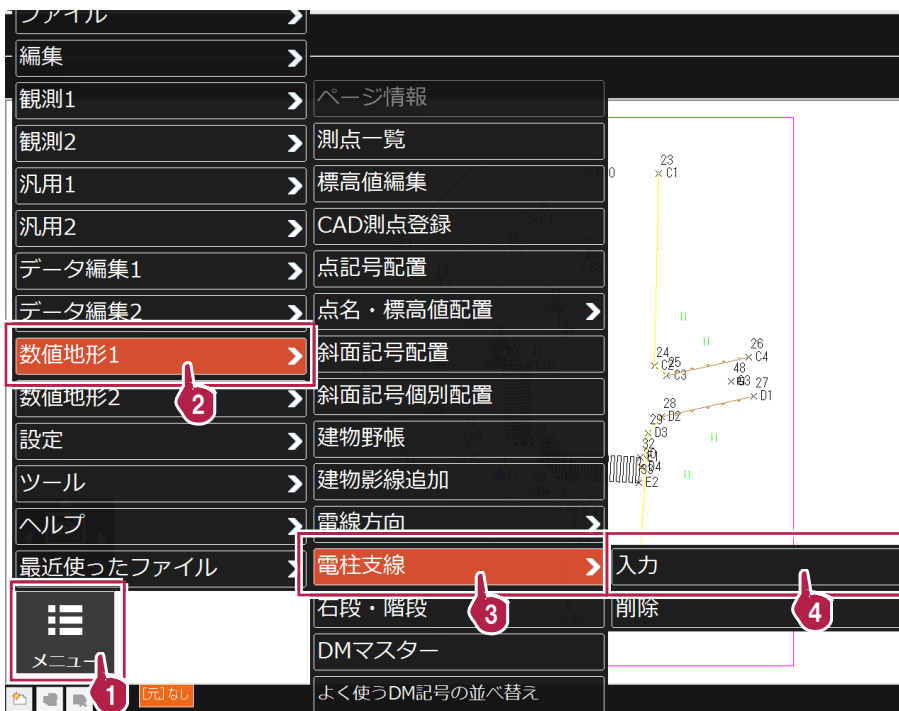 ファイル
編集
観測1
観測2
汎用1
汎用2
データ編集1
データ編集2
数値地形1
2
数値地形2
設定
ツール
ヘルプ
最近使ったファイル
メニュー
1
[元]なし
ページ情報
測点一覧
標高値編集
CAD測点登録
点記号配置
点名・標高値配置
斜面記号配置
斜面記号個別配置
建物野帳
建物影線追加
電線方向
電柱支線
3
石段・階段
DMマスター
よく使うDM記号の並べ替え
入力
4
削除
23
C1
24
C2
25
C3
26
C4
48
27
D1
28
D2
29
D3
32
D4
E2